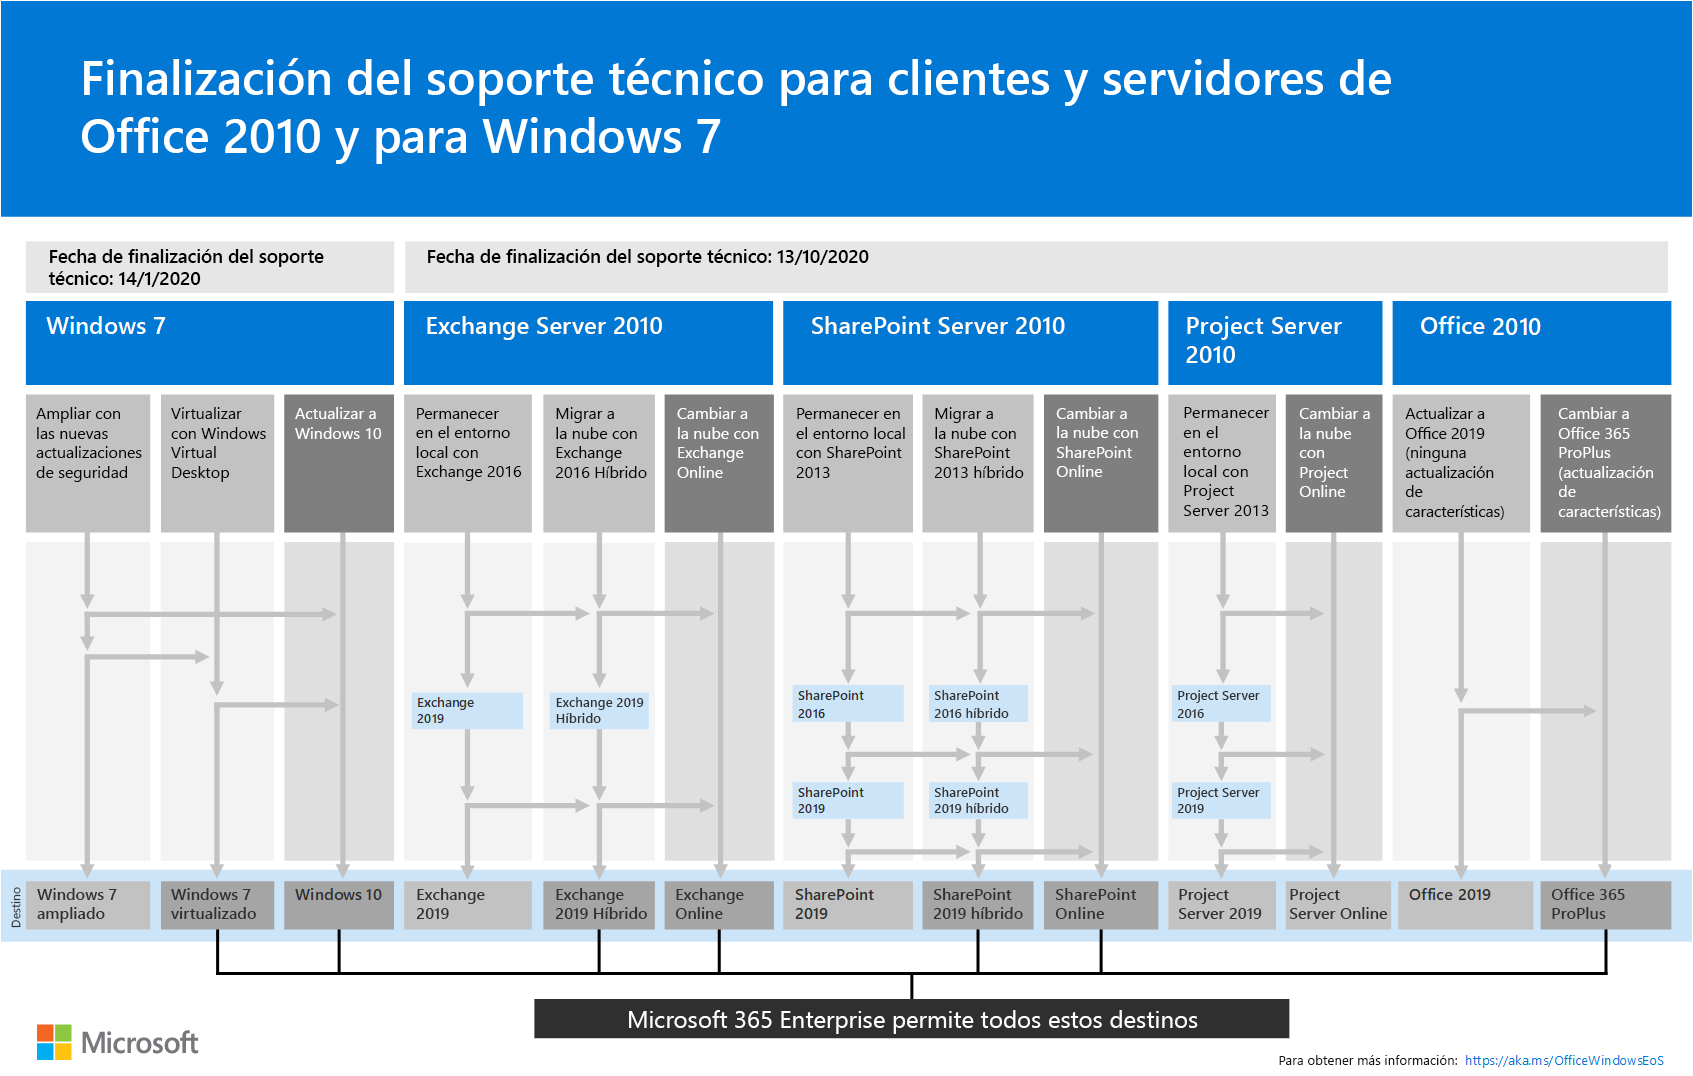 Finalización del soporte técnico para clientes y servidores de
Office 2010 y para Windows 7
Fecha de finalización del soporte
técnico: 14/1/2020
Fecha de finalización del soporte técnico: 13/10/2020
Windows 7
Exchange Server 2010
SharePoint Server 2010
Project Server
2010
Office 2010
Ampliar con
las nuevas
actualizaciones
de seguridad
Virtualizar
con Windows
Virtual
Desktop
Actualizar a
Windows 10
Permanecer
en el entorno
local con
Exchange 2016
Migrar a
la nube con
Exchange
2016 Híbrido
Cambiar a
la nube con
Exchange
Online
Permanecer en
el entorno local
con SharePoint
2013
Migrar a
la nube con
SharePoint
2013 híbrido
Cambiar a
la nube con
SharePoint
Online
Permanecer
en el
entorno
local con
Project
Server 2013
Cambiar a
la nube
con
Project
Online
Actualizar a
Office 2019
(ninguna
actualización
de
características)
Cambiar a
Office 365
ProPlus
(actualización
de
características)
Exchange
2019
Exchange 2019
Híbrido
SharePoint
2016
SharePoint
2016 híbrido
Project Server
2016
SharePoint
2019
SharePoint
2019 híbrido
Project Server
2019
Destino
Windows 7
ampliado
Windows 7
virtualizado
Windows 10
Exchange
2019
Exchange
2019 Híbrido
Exchange
Online
SharePoint
2019
SharePoint
2019 híbrido
SharePoint
Online
Project
Server 2019
Project
Server Online
Office 2019
Office 365
ProPlus
Microsoft 365 Enterprise permite todos estos destinos
Microsoft
Para obtener más información: https://aka.ms/OfficeWindowsEoS